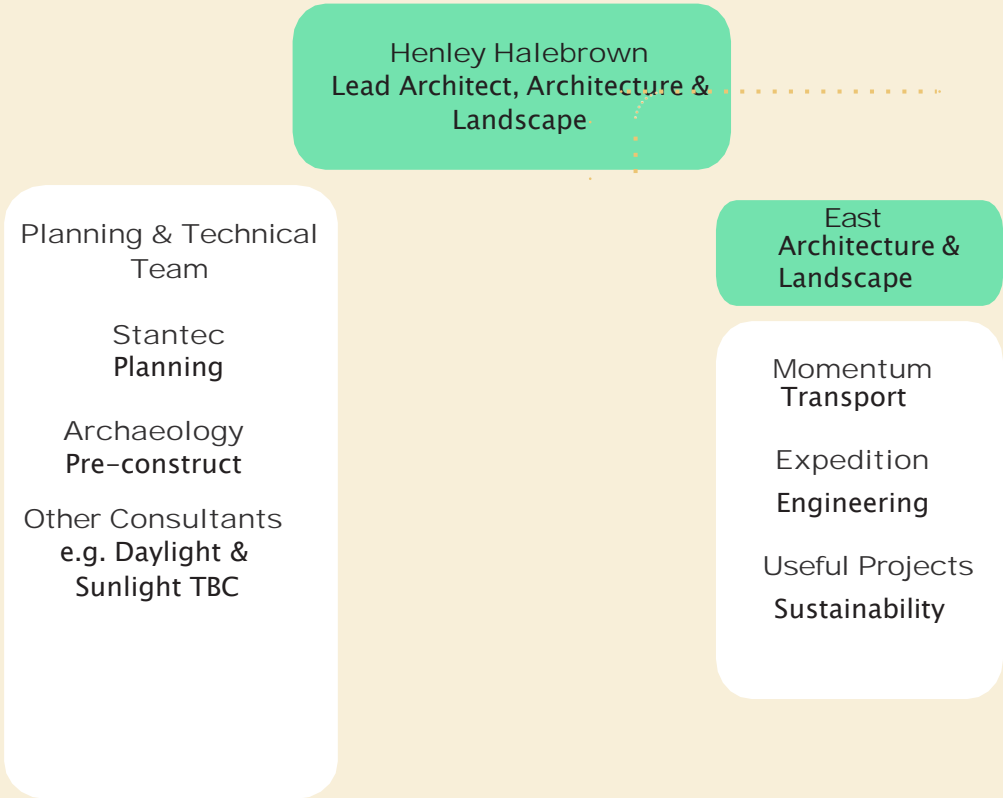 Henley Halebrown
Lead Architect, Architecture &
Landscape
Planning & Technical
Team
Stantec
Planning
Archaeology
Pre-construct
Other Consultants
e.g. Daylight &
Sunlight TBC
East
Architecture &
Landscape
Momentum
Transport
Expedition
Engineering
Useful Projects
Sustainability